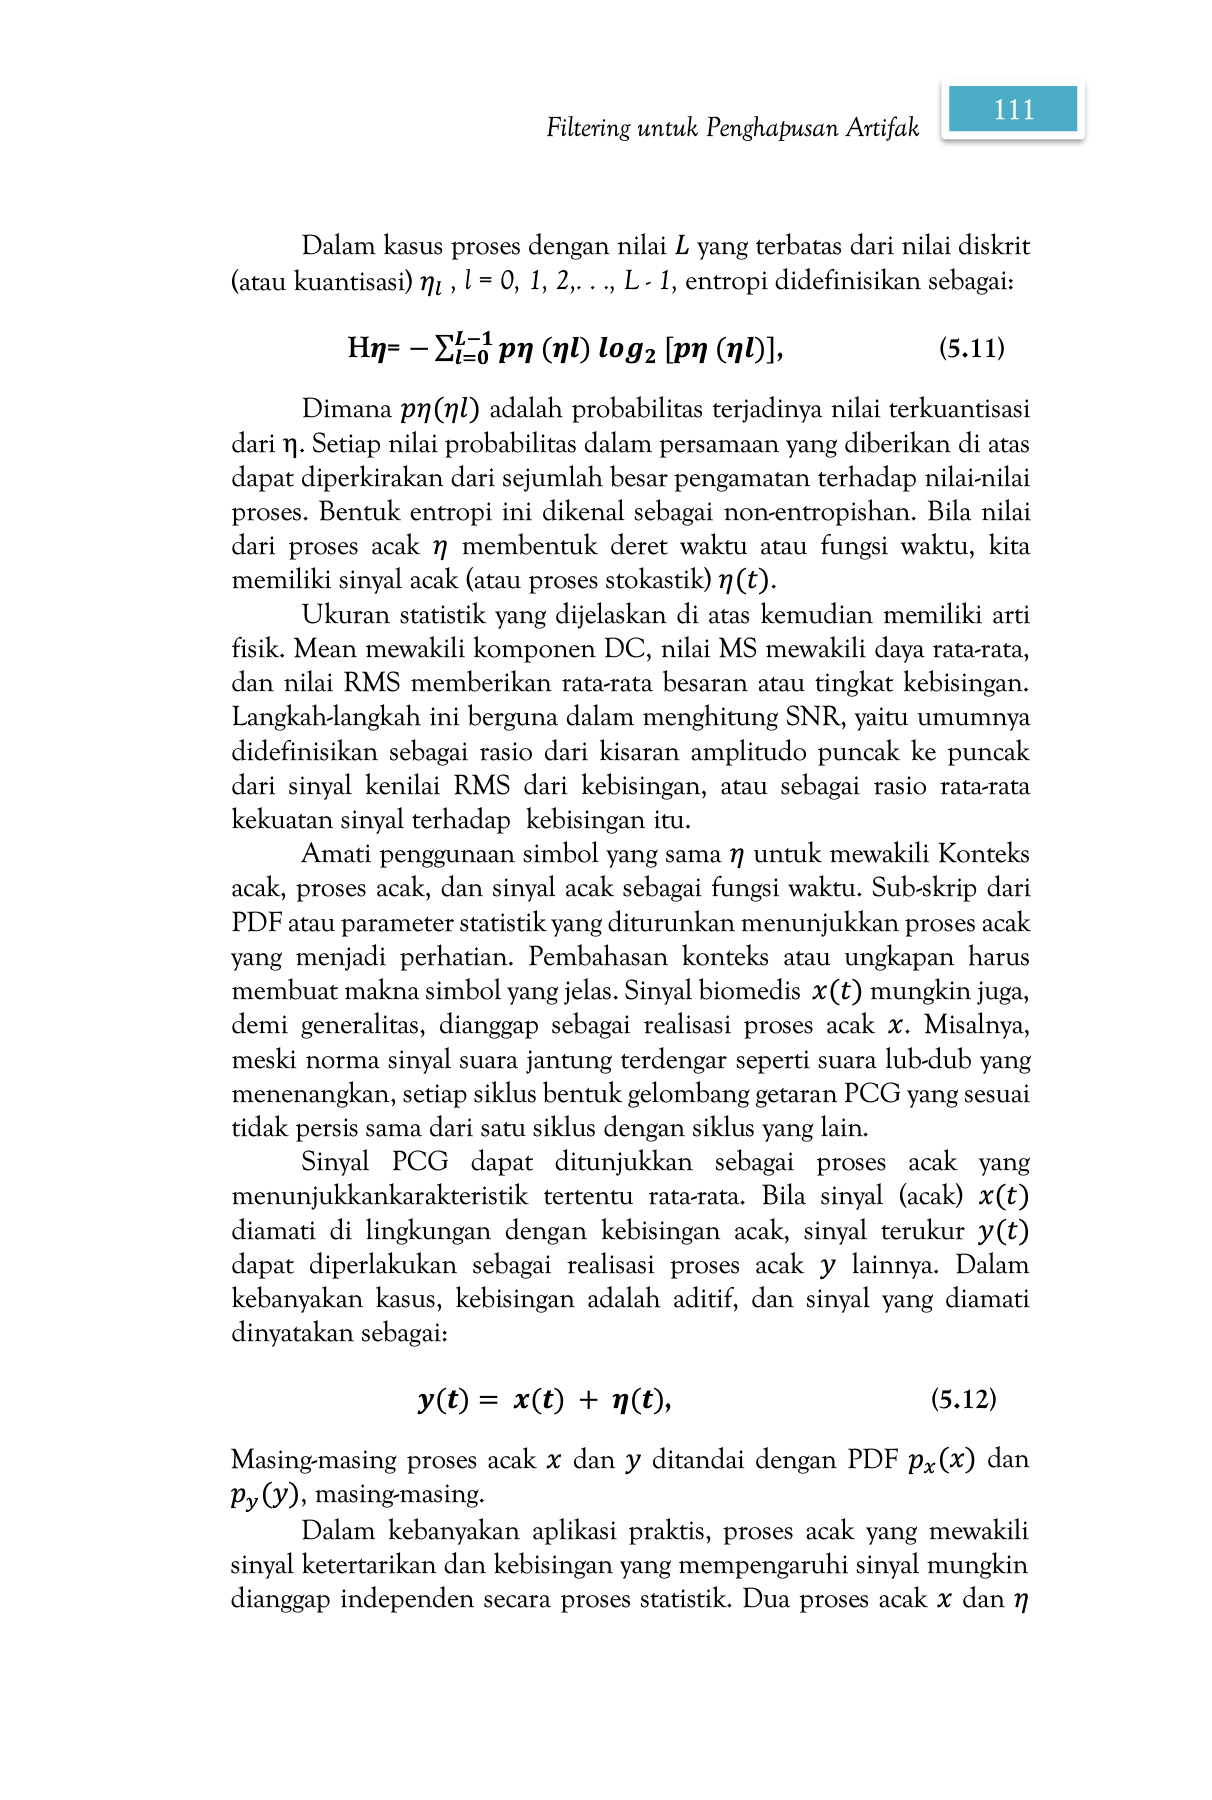 Filtering untuk Penghapusan Artifak
111
Dalam kasus proses dengan nilai L yang terbatas dari nilai diskrit
(atau kuantisasi) ηl , l = 0, 1, 2,. . ., L - 1, entropi didefinisikan sebagai:
Hη= − ∑_{l=0}^{L−1} pη (ηl) log₂ [pη (ηl)], (5.11)
Dimana pη(ηl) adalah probabilitas terjadinya nilai terkuantisasi
dari η. Setiap nilai probabilitas dalam persamaan yang diberikan di atas
dapat diperkirakan dari sejumlah besar pengamatan terhadap nilai-nilai
proses. Bentuk entropi ini dikenal sebagai non-entropishan. Bila nilai
dari proses acak η membentuk deret waktu atau fungsi waktu, kita
memiliki sinyal acak (atau proses stokastik) η(t).
Ukuran statistik yang dijelaskan di atas kemudian memiliki arti
fisik. Mean mewakili komponen DC, nilai MS mewakili daya rata-rata,
dan nilai RMS memberikan rata-rata besaran atau tingkat kebisingan.
Langkah-langkah ini berguna dalam menghitung SNR, yaitu umumnya
didefinisikan sebagai rasio dari kisaran amplitudo puncak ke puncak
dari sinyal kenilai RMS dari kebisingan, atau sebagai rasio rata-rata
kekuatan sinyal terhadap kebisingan itu.
Amati penggunaan simbol yang sama η untuk mewakili Konteks
acak, proses acak, dan sinyal acak sebagai fungsi waktu. Sub-skrip dari
PDF atau parameter statistik yang diturunkan menunjukkan proses acak
yang menjadi perhatian. Pembahasan konteks atau ungkapan harus
membuat makna simbol yang jelas. Sinyal biomedis x(t) mungkin juga,
demi generalitas, dianggap sebagai realisasi proses acak x. Misalnya,
meski norma sinyal suara jantung terdengar seperti suara lub-dub yang
menenangkan, setiap siklus bentuk gelombang getaran PCG yang sesuai
tidak persis sama dari satu siklus dengan siklus yang lain.
Sinyal PCG dapat ditunjukkan sebagai proses acak yang
menunjukkankarakteristik tertentu rata-rata. Bila sinyal (acak) x(t)
diamati di lingkungan dengan kebisingan acak, sinyal terukur y(t)
dapat diperlakukan sebagai realisasi proses acak y lainnya. Dalam
kebanyakan kasus, kebisingan adalah aditif, dan sinyal yang diamati
dinyatakan sebagai:
y(t) = x(t) + η(t), (5.12)
Masing-masing proses acak x dan y ditandai dengan PDF pₓ(x) dan
p_y(y), masing-masing.
Dalam kebanyakan aplikasi praktis, proses acak yang mewakili
sinyal ketertarikan dan kebisingan yang mempengaruhi sinyal mungkin
dianggap independen secara proses statistik. Dua proses acak x dan η